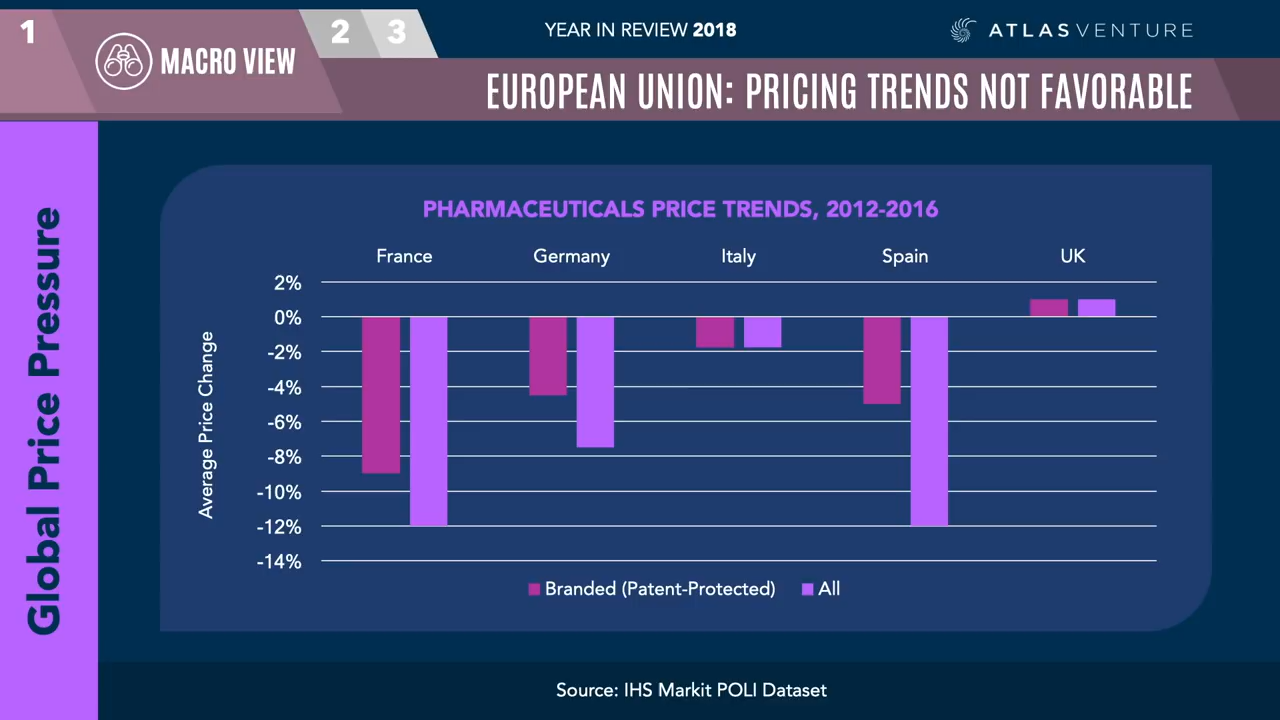 1
MACRO VIEW
2
3
YEAR IN REVIEW 2018
ATLAS VENTURE
EUROPEAN UNION: PRICING TRENDS NOT FAVORABLE
Global Price Pressure
PHARMACEUTICALS PRICE TRENDS, 2012-2016
France Germany Italy Spain UK
Average Price Change
2%
0%
-2%
-4%
-6%
-8%
-10%
-12%
-14%
Branded (Patent-Protected) All
Source: IHS Markit POLI Dataset